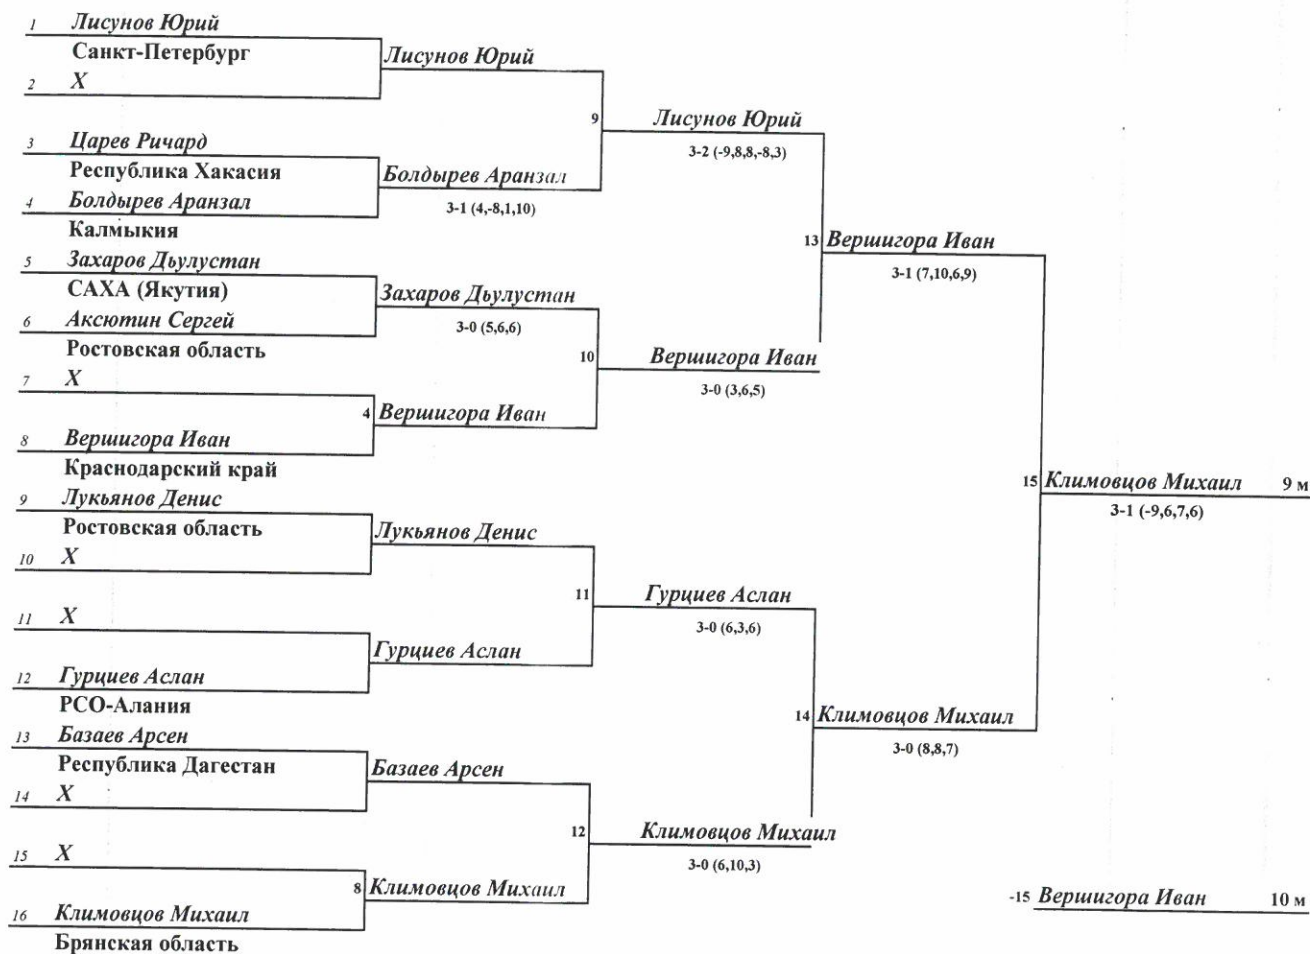 1 Лисунов Юрий
Санкт-Петербург
Лисунов Юрий
2 X
9
Лисунов Юрий
3-2 (-9,8,8,-8,3)
3 Царев Ричард
Республика Хакасия
Болдырев Аранзал
3-1 (4,-8,1,10)
4 Болдырев Аранзал
Калмыкия
13 Вершигора Иван
3-1 (7,10,6,9)
5 Захаров Дьулустан
САХА (Якутия)
Захаров Дьулустан
3-0 (5,6,6)
6 Аксютин Сергей
Ростовская область
10
Вершигора Иван
3-0 (3,6,5)
7 X
4 Вершигора Иван
8 Вершигора Иван
Краснодарский край
15 Климовцов Михаил 9 м
3-1 (-9,6,7,6)
9 Лукьянов Денис
Ростовская область
Лукьянов Денис
10 X
11
Гурциев Аслан
3-0 (6,3,6)
11 X
Гурциев Аслан
12 Гурциев Аслан
РСО-Алания
14 Климовцов Михаил
3-0 (8,8,7)
13 Базаев Арсен
Республика Дагестан
Базаев Арсен
14 X
12
Климовцов Михаил
3-0 (6,10,3)
15 X
8 Климовцов Михаил
-15 Вершигора Иван 10 м
16 Климовцов Михаил
Брянская область